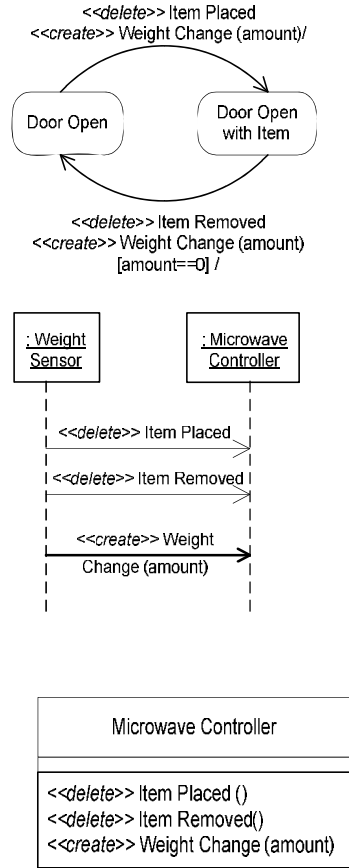 <<delete>> Item Placed
<<create>> Weight Change (amount)/
Door Open
Door Open
with Item
<<delete>> Item Removed
<<create>> Weight Change (amount)
[amount==0] /
: Weight
Sensor
: Microwave
Controller
<<delete>> Item Placed
<<delete>> Item Removed
<<create>> Weight
Change (amount)
Microwave Controller
<<delete>> Item Placed ()
<<delete>> Item Removed()
<<create>> Weight Change (amount)